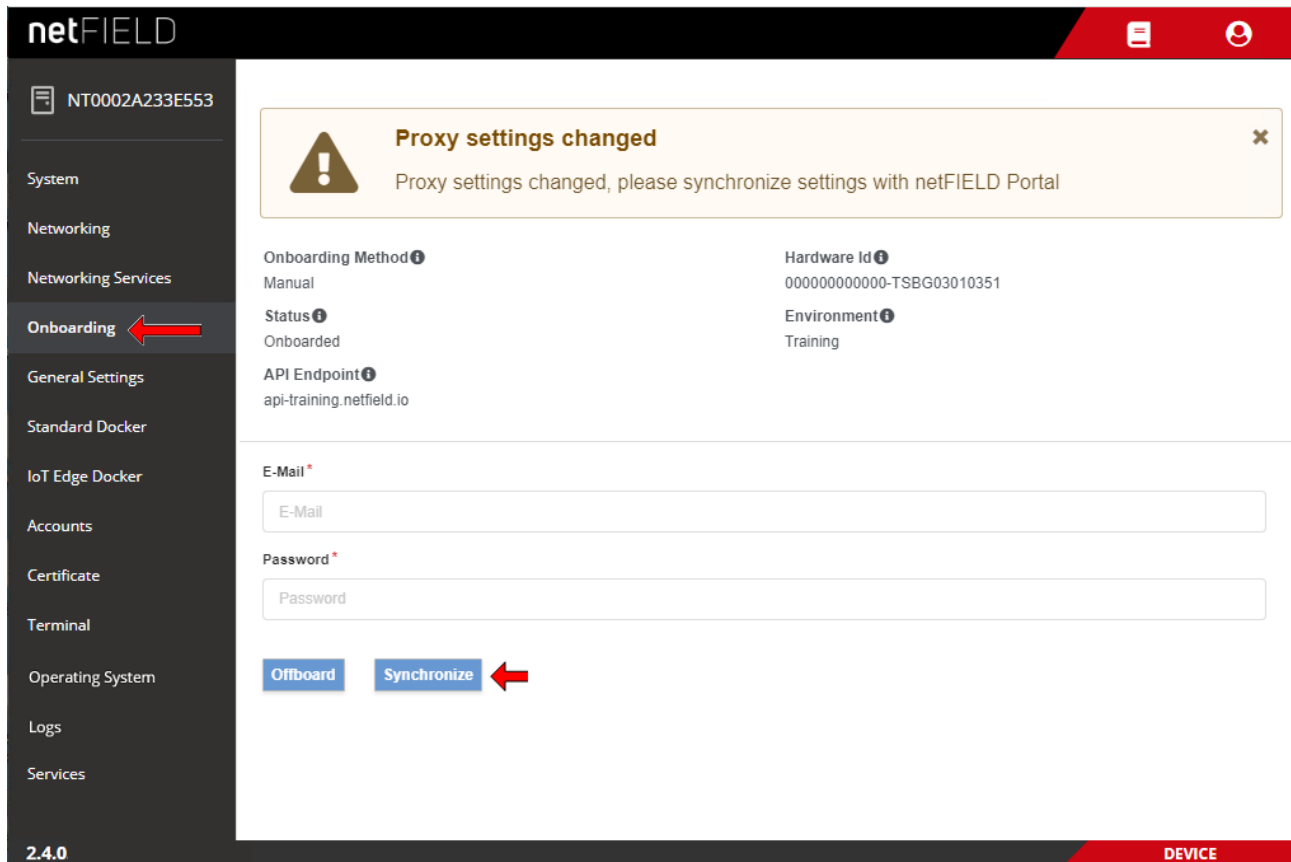 netFIELD
NT0002A233E553
System
Networking
Networking Services
Onboarding
General Settings
Standard Docker
IoT Edge Docker
Accounts
Certificate
Terminal
Operating System
Logs
Services
2.4.0
Proxy settings changed
Proxy settings changed, please synchronize settings with netFIELD Portal
Onboarding Method
Manual
Hardware Id
000000000000-TSBG03010351
Status
Onboarded
Environment
Training
API Endpoint
api-training.netfield.io
E-Mail*
E-Mail
Password*
Password
Offboard
Synchronize
DEVICE